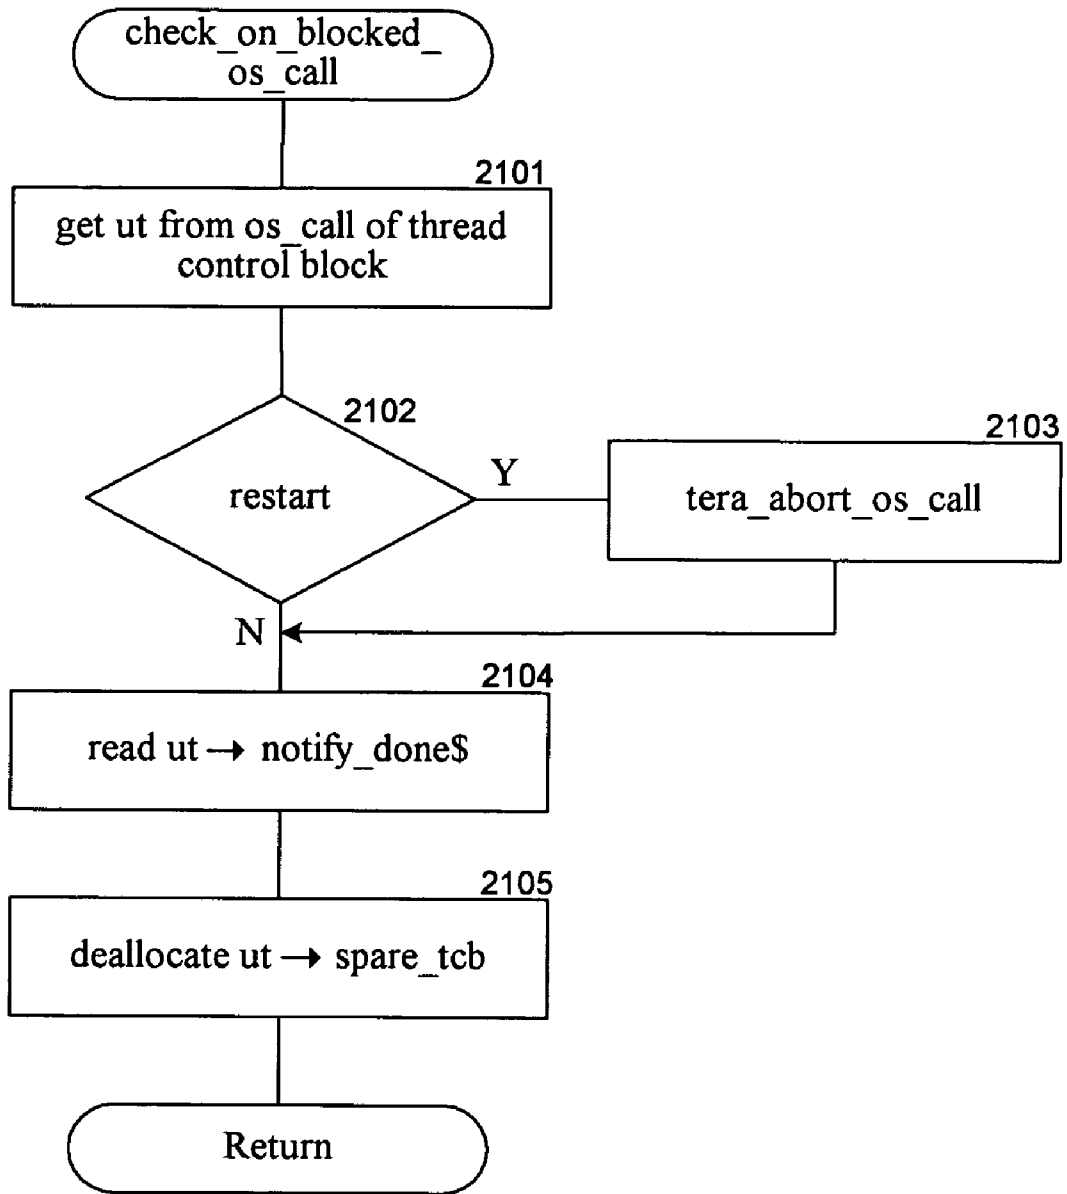 check_on_blocked_
os_call
2101
get ut from os_call of thread
control block
2102
restart
Y
2103
tera_abort_os_call
N
2104
read ut → notify_done$
2105
deallocate ut → spare_tcb
Return